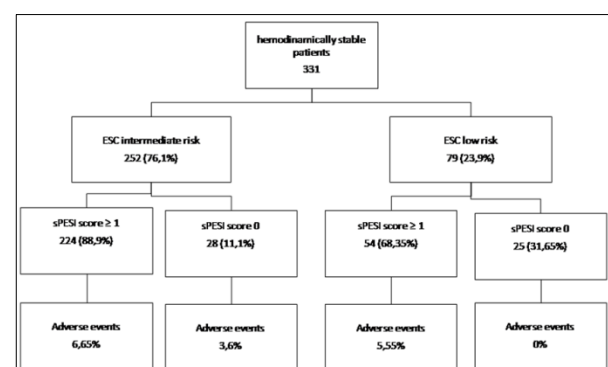 hemodinamically stable
patients
331
ESC intermediate risk
252 (76,1%)
ESC low risk
79 (23,9%)
sPESI score ≥ 1
224 (88,9%)
sPESI score 0
28 (11,1%)
sPESI score ≥ 1
54 (68,35%)
sPESI score 0
25 (31,65%)
Adverse events
6,65%
Adverse events
3,6%
Adverse events
5,55%
Adverse events
0%